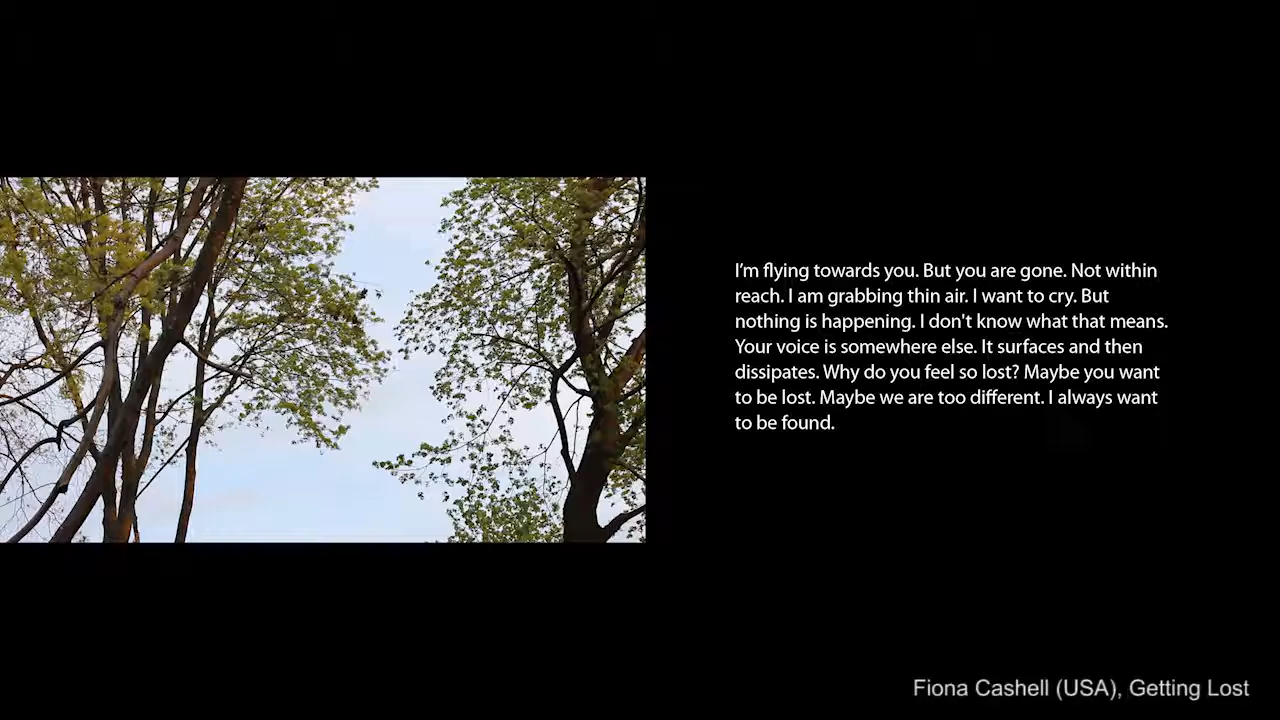 I'm flying towards you. But you are gone. Not within
reach. I am grabbing thin air. I want to cry. But
nothing is happening. I don't know what that means.
Your voice is somewhere else. It surfaces and then
dissipates. Why do you feel so lost? Maybe you want
to be lost. Maybe we are too different. I always want
to be found.
Fiona Cashell (USA), Getting Lost